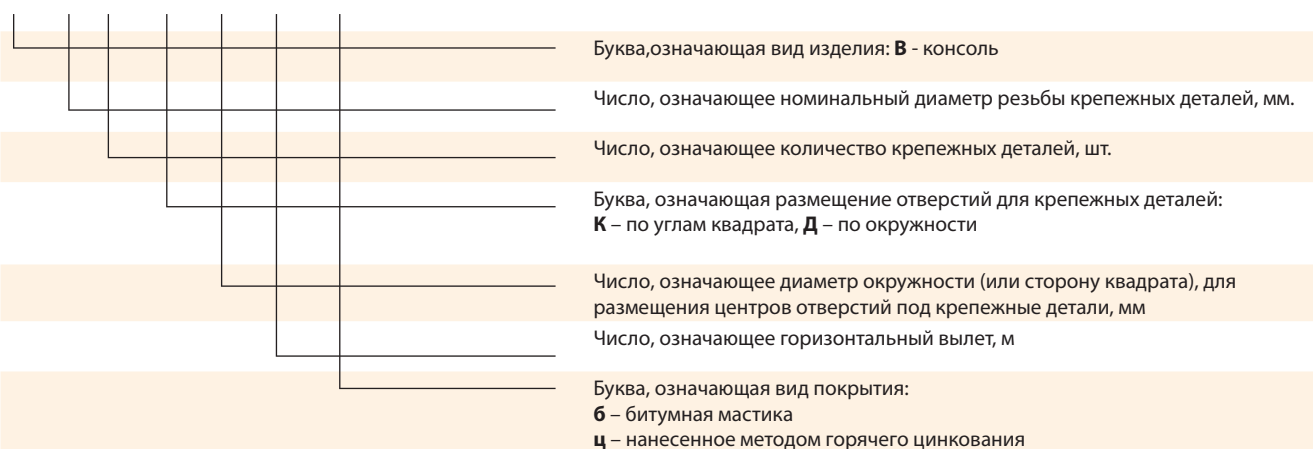 Буква,означающая вид изделия: В - консоль
Число, означающее номинальный диаметр резьбы крепежных деталей, мм.
Число, означающее количество крепежных деталей, шт.
Буква, означающая размещение отверстий для крепежных деталей:
К – по углам квадрата, Д – по окружности
Число, означающее диаметр окружности (или сторону квадрата), для
размещения центров отверстий под крепежные детали, мм
Число, означающее горизонтальный вылет, м
Буква, означающая вид покрытия:
б – битумная мастика
ц – нанесенное методом горячего цинкования